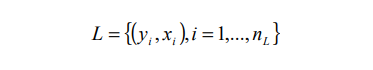 L = {(y_i, x_i), i = 1,..., n_L}